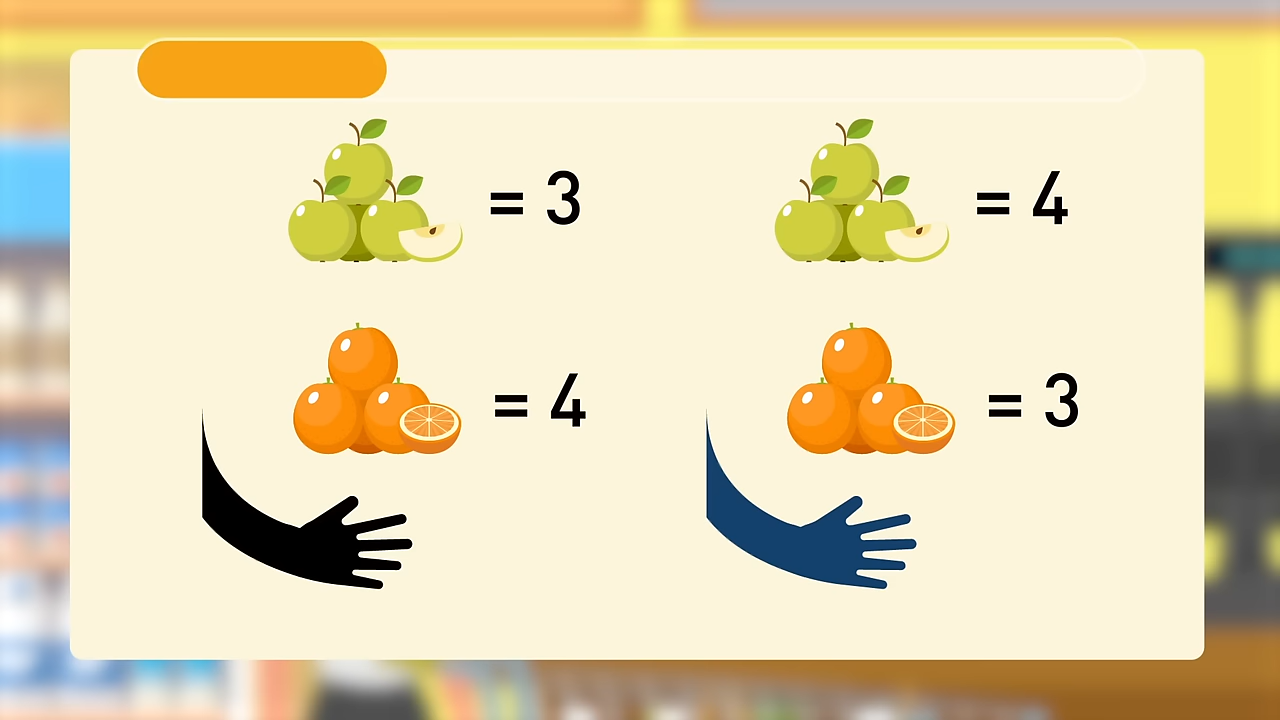 = 3
= 4
= 4
= 3